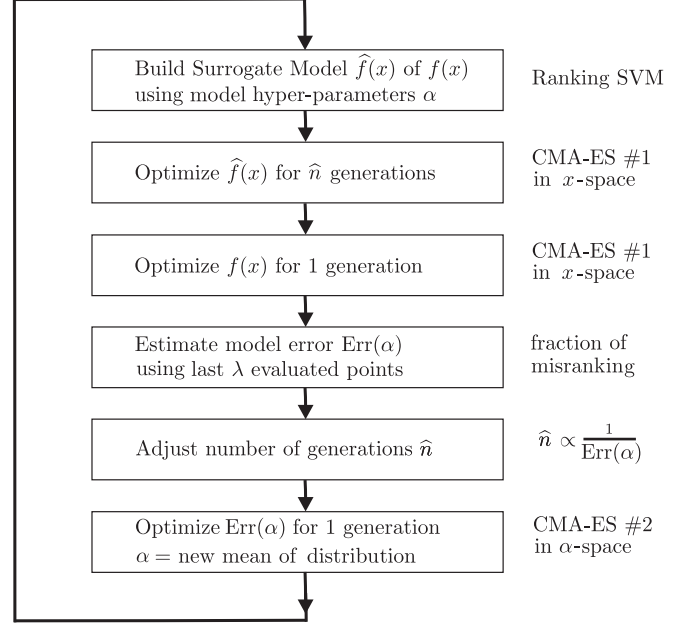 Build Surrogate Model f̂(x) of f(x)
using model hyper-parameters α
Ranking SVM
Optimize f̂(x) for n̂ generations
CMA-ES #1
in x-space
Optimize f(x) for 1 generation
CMA-ES #1
in x-space
Estimate model error Err(α)
using last λ evaluated points
fraction of
misranking
Adjust number of generations n̂
n̂ ∝ 1/Err(α)
Optimize Err(α) for 1 generation
α = new mean of distribution
CMA-ES #2
in α-space